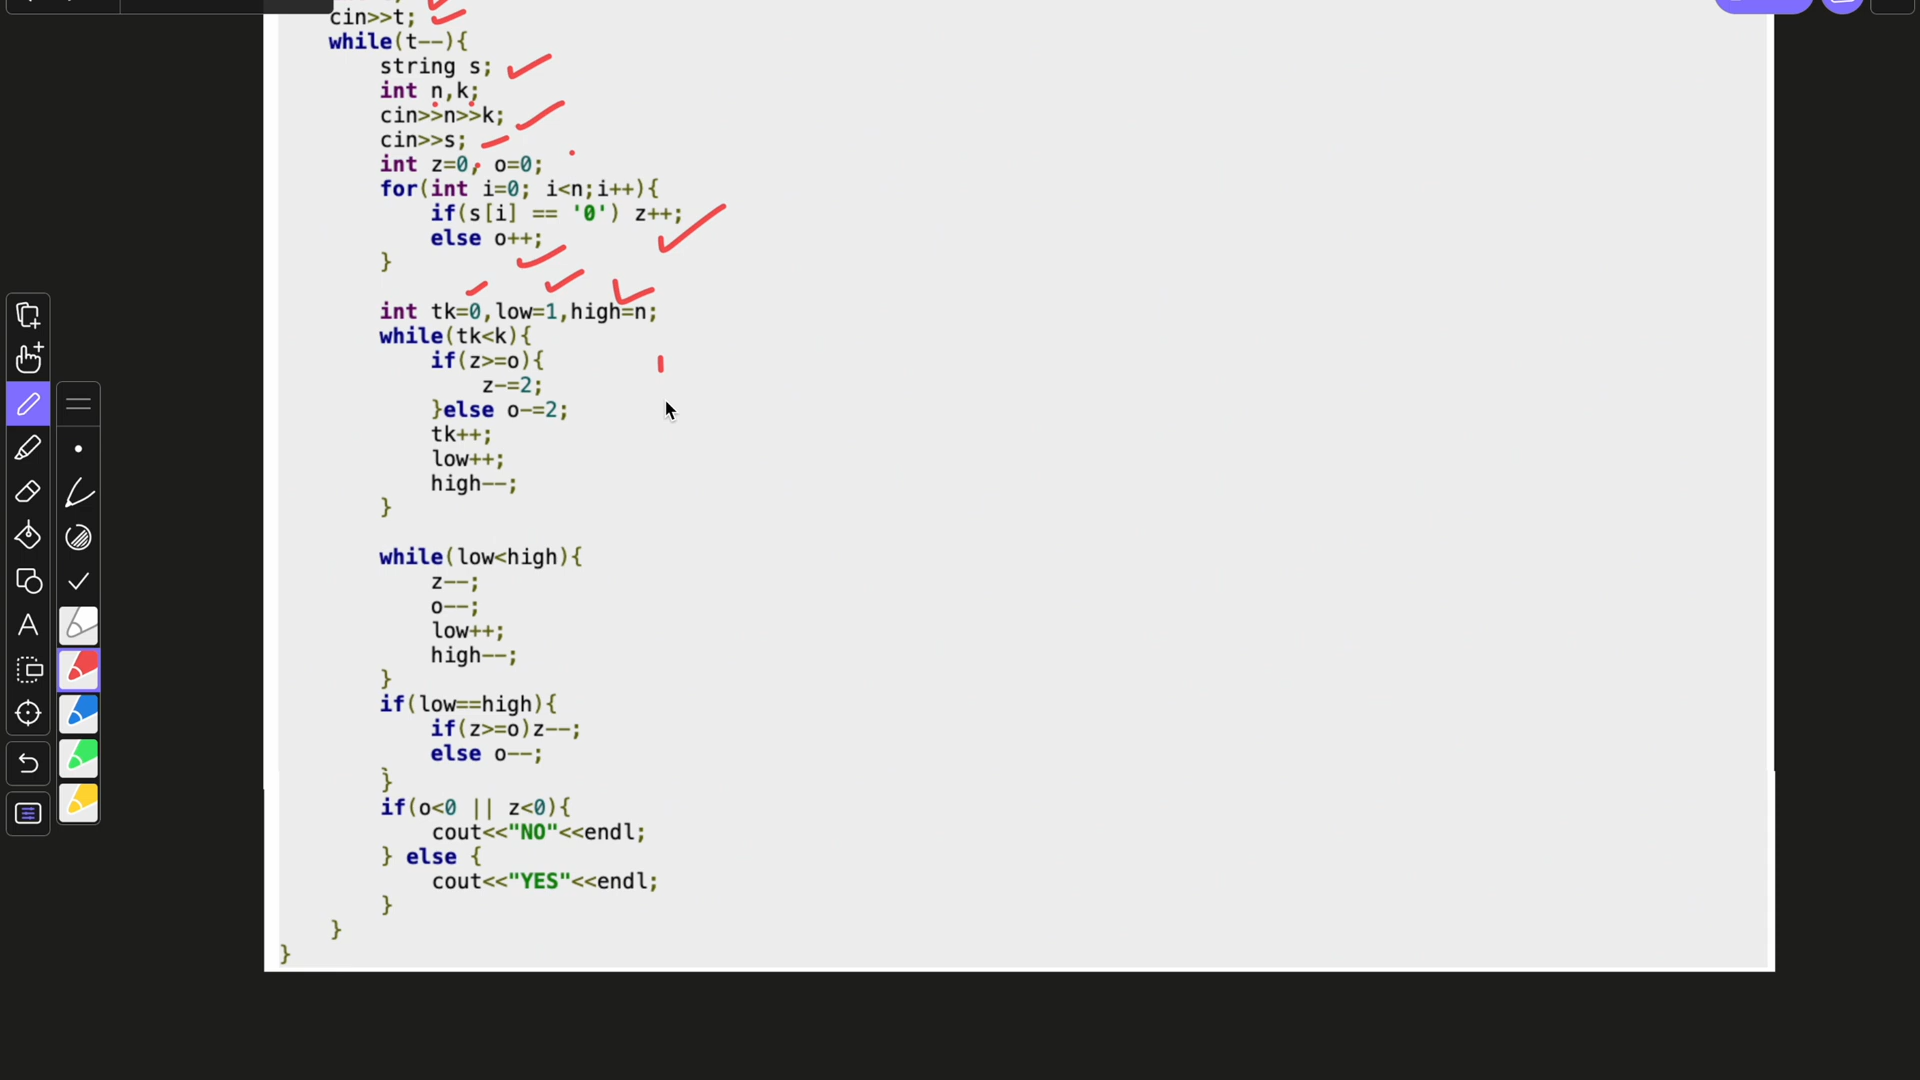 cin>>t;
while(t--){
string s;
int n,k;
cin>>n>>k;
cin>>s;
int z=0, o=0;
for(int i=0; i<n;i++){
if(s[i] == '0') z++;
else o++;
}
int tk=0,low=1,high=n;
while(tk<k){
if(z>=o){
z-=2;
}else o-=2;
tk++;
low++;
high--;
}
while(low<high){
z--;
o--;
low++;
high--;
}
if(low==high){
if(z>=o)z--;
else o--;
}
if(o<0 || z<0){
cout<<"NO"<<endl;
} else {
cout<<"YES"<<endl;
}
}
}
A